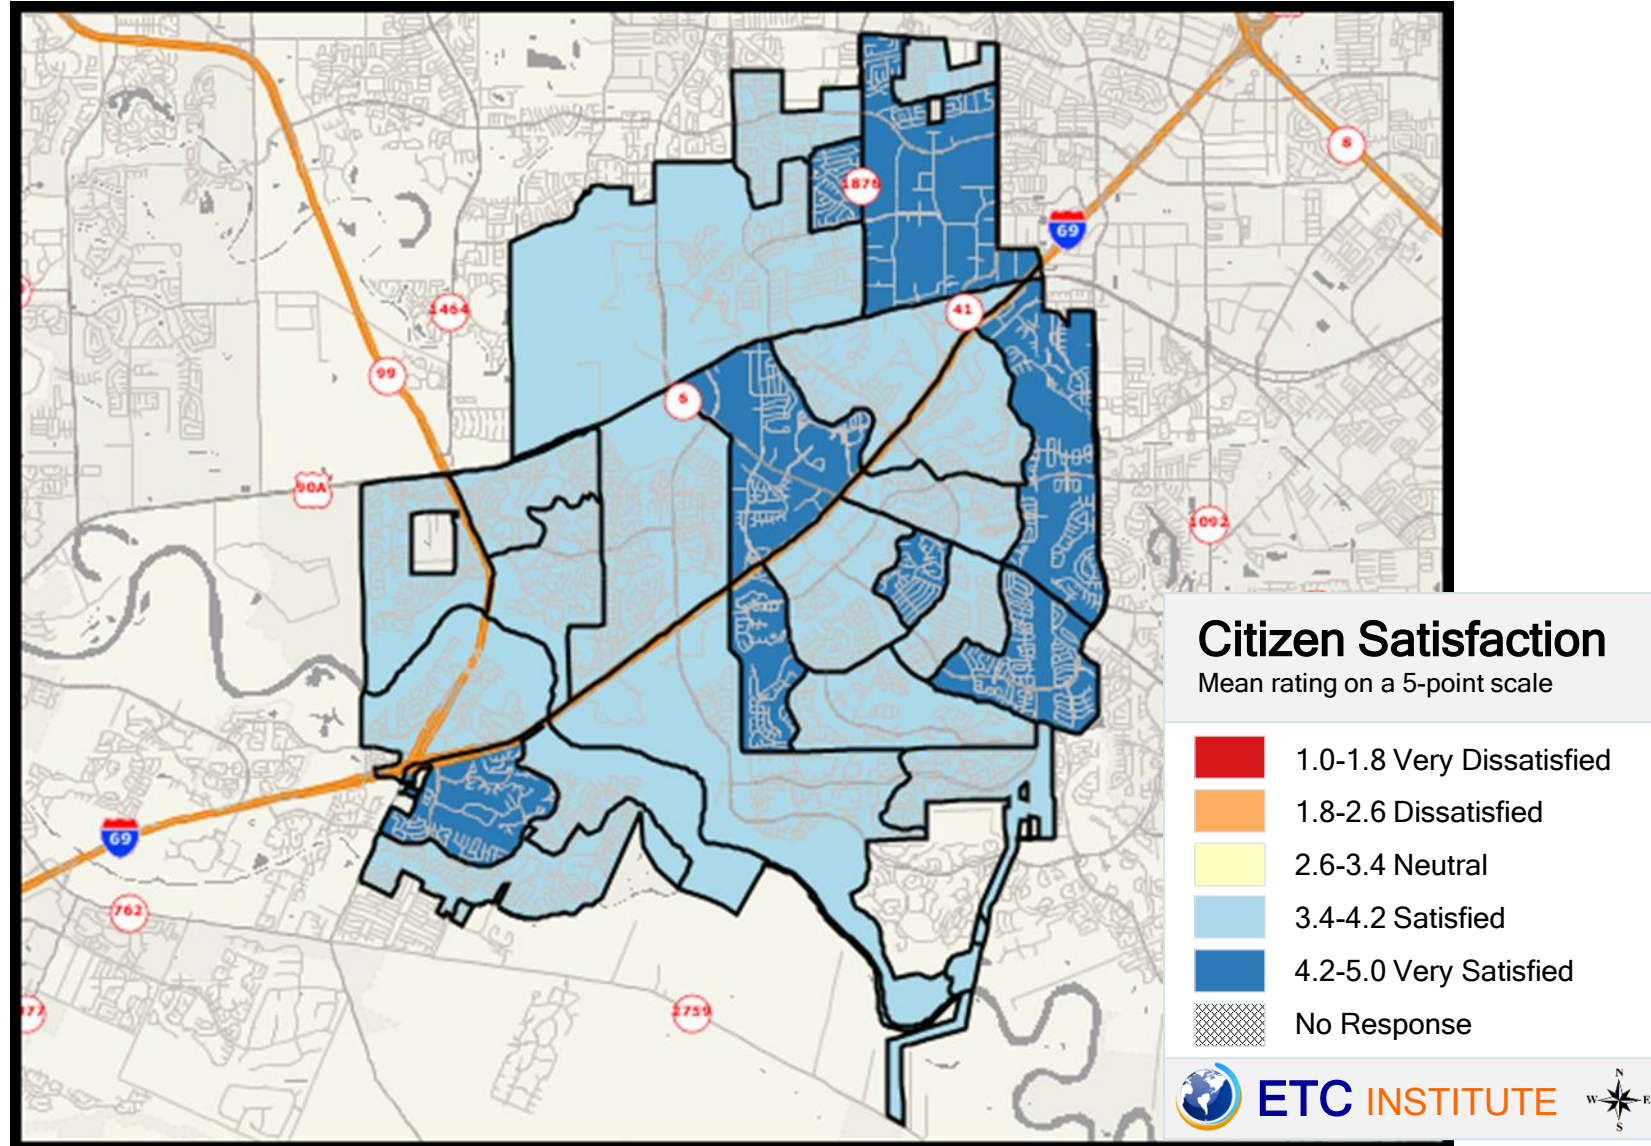 8
1876
69
1464
41
99
6
90A
1092
69
762
2759
Citizen Satisfaction
Mean rating on a 5-point scale
1.0-1.8 Very Dissatisfied
1.8-2.6 Dissatisfied
2.6-3.4 Neutral
3.4-4.2 Satisfied
4.2-5.0 Very Satisfied
No Response
ETC INSTITUTE
N
W E
S